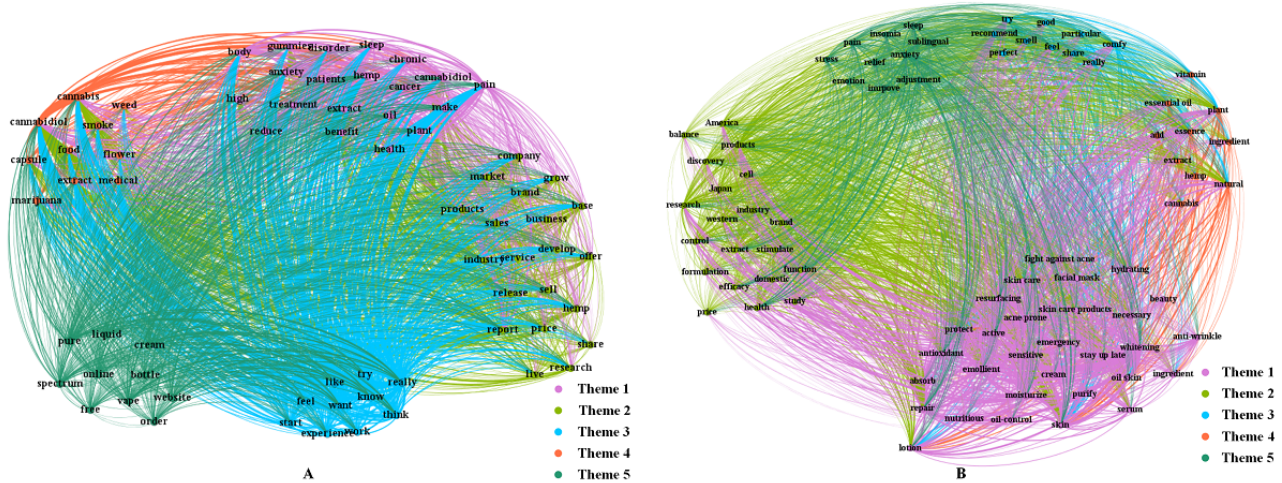 body
gummies
disorder
sleep
chronic
anxiety
patients
hemp
cannabidiol
cancer
pain
cannabis
weed
high
treatment
extract
make
oil
cannabidiol
smoke
reduce
benefit
plant
food
flower
health
capsule
extract
medical
company
market
grow
marijuana
brand
base
products
sales
business
industry
service
develop
offer
release
sell
hemp
report
price
share
live
research
pure
liquid
cream
online
bottle
spectrum
vape
website
free
order
like
try
really
know
feel
want
think
start
experience
work
Theme 1
Theme 2
Theme 3
Theme 4
Theme 5
A
sleep
try
good
insomia
recommend
particular
pain
sublingual
smell
feel
comfy
anxiety
perfect
share
stress
relief
really
emotion
adjustment
improve
vitamin
essential oil
plant
America
balance
products
add
essence
ingredient
discovery
extract
cell
hemp
Japan
natural
research
cannabis
industry
western
brand
control
extract
stimulate
formulation
function
domestic
efficacy
health
study
price
fight against acne
hydrating
skin care
facial mask
resurfacing
skin care products
beauty
acne prone
necessary
protect
active
anti-wrinkle
emergency
whitening
antioxidant
sensitive
stay up late
emollient
cream
oil skin
ingredient
absorb
moisturize
purify
repair
serum
nutritious
oil-control
skin
lotion
Theme 1
Theme 2
Theme 3
Theme 4
Theme 5
B